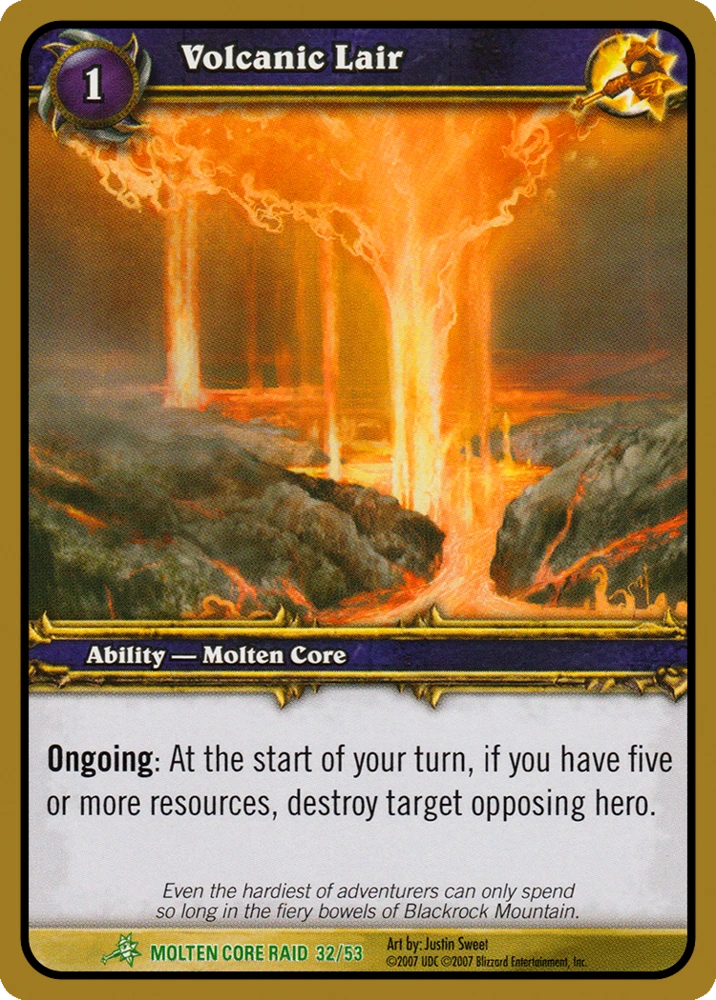 1
Volcanic Lair
Ability — Molten Core
Ongoing: At the start of your turn, if you have five
or more resources, destroy target opposing hero.
Even the hardiest of adventurers can only spend
so long in the fiery bowels of Blackrock Mountain.
MOLTEN CORE RAID 32/53
Art by: Justin Sweet
©2007 UDC ©2007 Blizzard Entertainment, Inc.